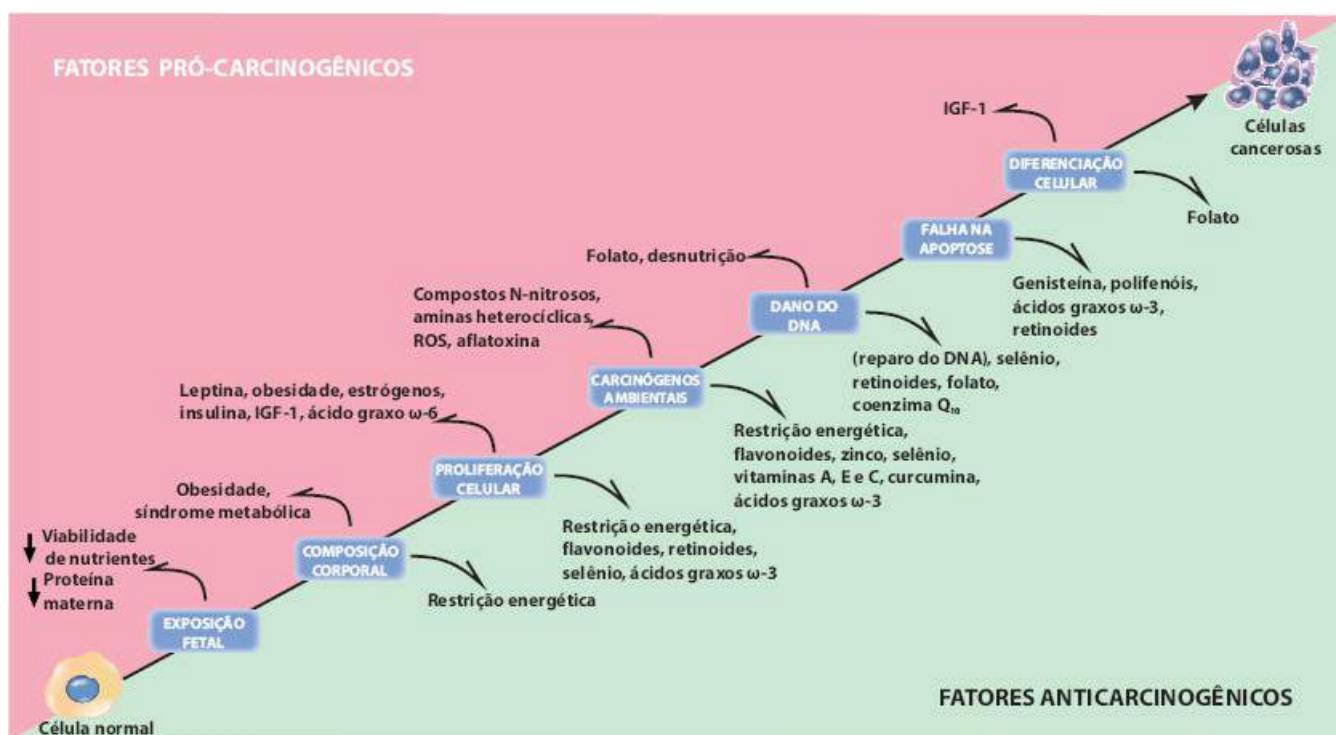 FATORES PRÓ-CARCINOGÊNICOS
IGF-1
Células
cancerosas
DIFERENCIAÇÃO
CELULAR
Folato
FALHA NA
APOPTOSE
Folato, desnutrição
Genisteína, polifenóis,
ácidos graxos ω-3,
retinoides
Compostos N-nitrosos,
aminas heterocíclicas,
ROS, aflatoxina
DANO DO
DNA
(reparo do DNA), selênio,
retinoides, folato,
coenzima Q₁₀
Leptina, obesidade, estrógenos,
insulina, IGF-1, ácido graxo ω-6
CARCINÓGENOS
AMBIENTAIS
Restrição energética,
flavonoides, zinco, selênio,
vitaminas A, E e C, curcumina,
ácidos graxos ω-3
PROLIFERAÇÃO
CELULAR
Obesidade,
síndrome metabólica
Restrição energética,
flavonoides, retinoides,
selênio, ácidos graxos ω-3
Viabilidade
de nutrientes
Proteína
materna
COMPOSIÇÃO
CORPORAL
Restrição energética
EXPOSIÇÃO
FETAL
Célula normal
FATORES ANTICARCINOGÊNICOS